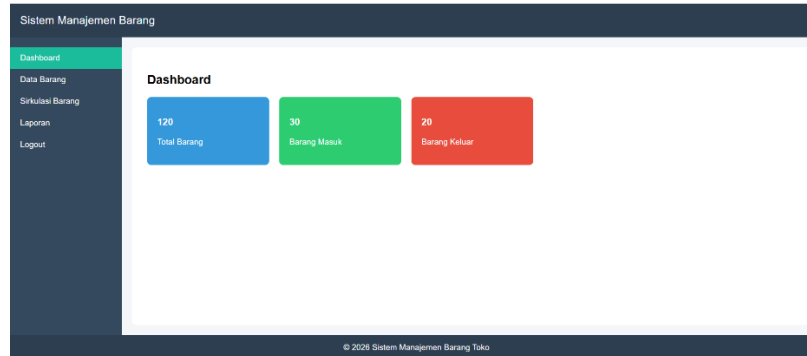 Sistem Manajemen Barang
Dashboard
Data Barang
Sirkulasi Barang
Laporan
Logout
Dashboard
120
Total Barang
30
Barang Masuk
20
Barang Keluar
© 2026 Sistem Manajemen Barang Toko